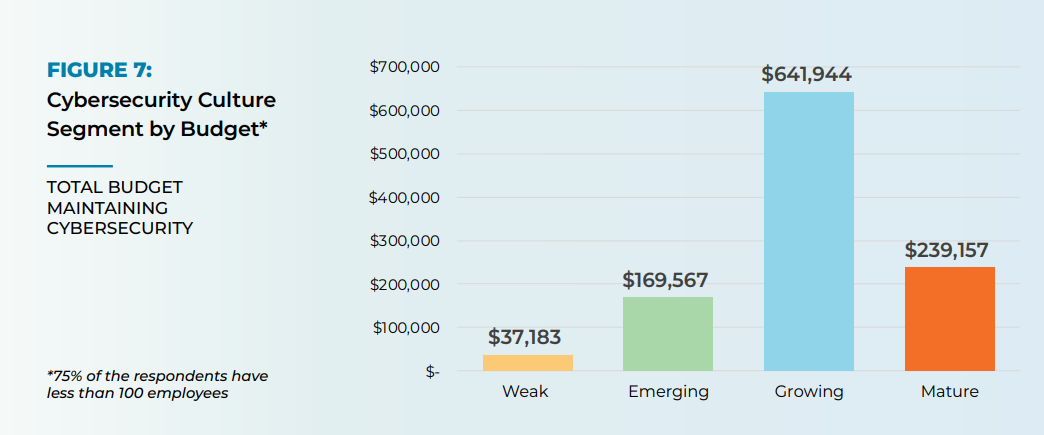 FIGURE 7:
Cybersecurity Culture
Segment by Budget*
TOTAL BUDGET
MAINTAINING
CYBERSECURITY
*75% of the respondents have
less than 100 employees
$700,000
$600,000
$500,000
$400,000
$300,000
$200,000
$100,000
$-
$37,183
$169,567
$641,944
$239,157
Weak
Emerging
Growing
Mature